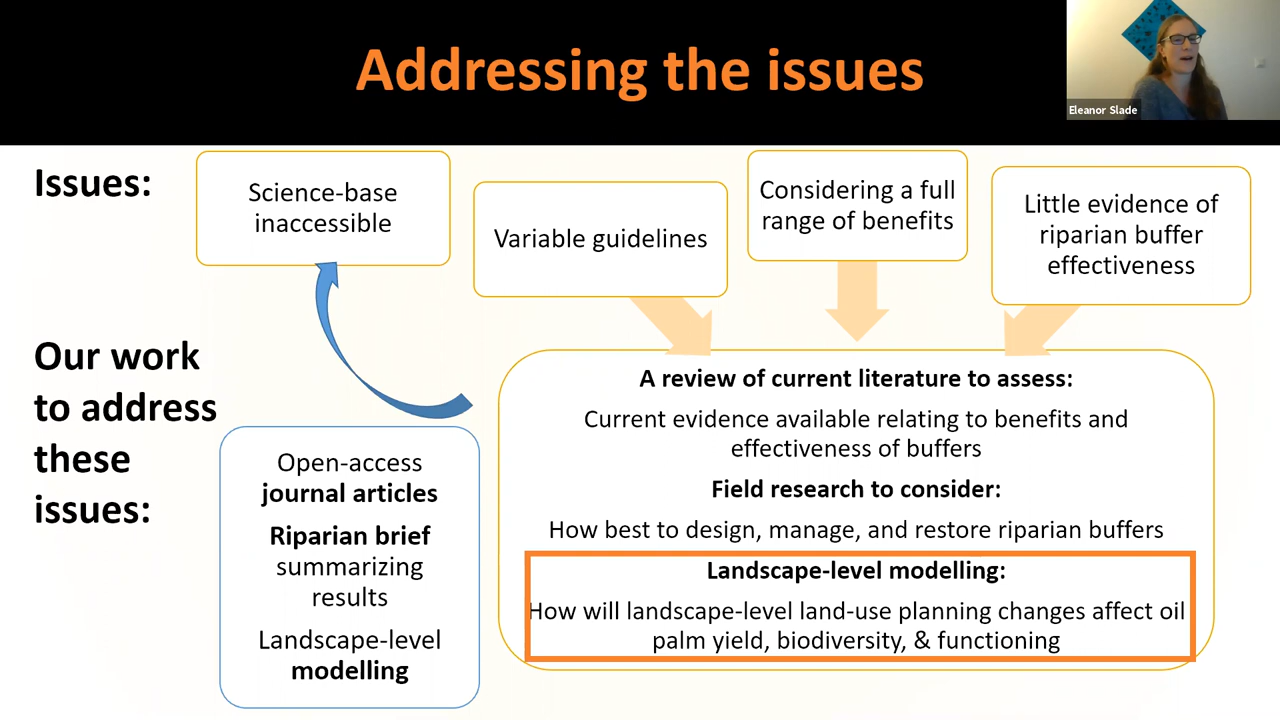 Addressing the issues
Eleanor Slade
Issues:
Science-base
inaccessible
Variable guidelines
Considering a full
range of benefits
Little evidence of
riparian buffer
effectiveness
Our work
to address
these
issues:
Open-access
journal articles
Riparian brief
summarizing
results
Landscape-level
modelling
A review of current literature to assess:
Current evidence available relating to benefits and
effectiveness of buffers
Field research to consider:
How best to design, manage, and restore riparian buffers
Landscape-level modelling:
How will landscape-level land-use planning changes affect oil
palm yield, biodiversity, & functioning